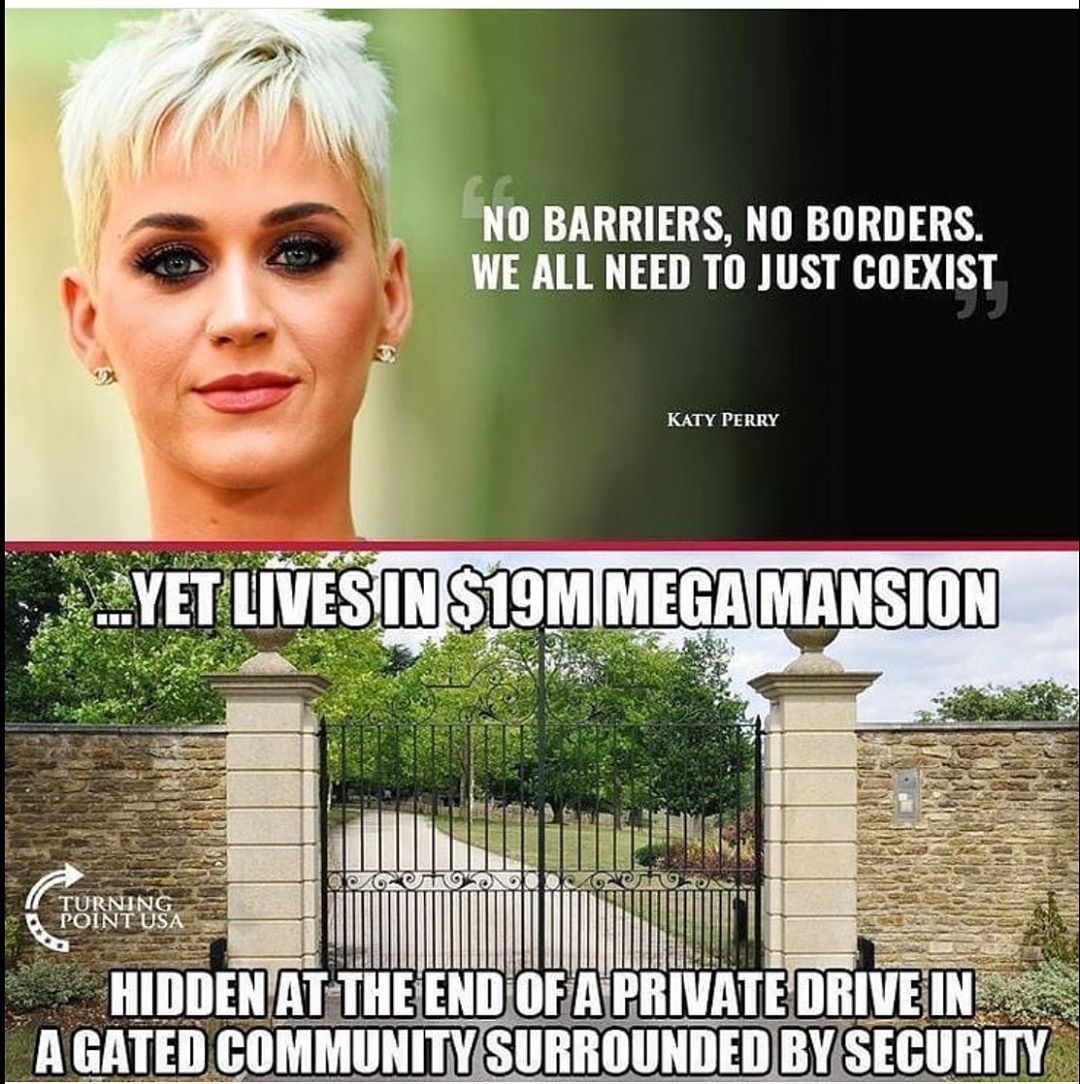 “NO BARRIERS, NO BORDERS.
WE ALL NEED TO JUST COEXIST”
KATY PERRY
...YET LIVES IN $19M MEGA MANSION
TURNING
POINT USA
HIDDEN AT THE END OF A PRIVATE DRIVE IN
A GATED COMMUNITY SURROUNDED BY SECURITY